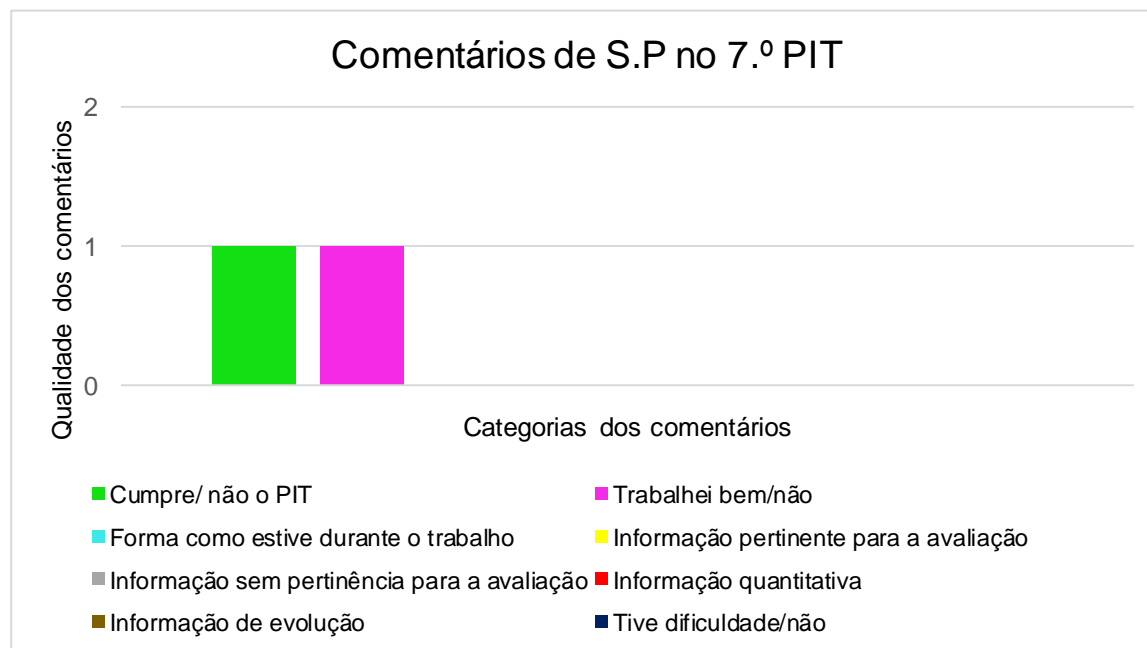 Comentários de S.P no 7.º PIT
Qualidade dos comentários
2
1
0
Categorias dos comentários
Cumpre/ não o PIT
Trabalhei bem/não
Forma como estive durante o trabalho
Informação pertinente para a avaliação
Informação sem pertinência para a avaliação
Informação quantitativa
Informação de evolução
Tive dificuldade/não